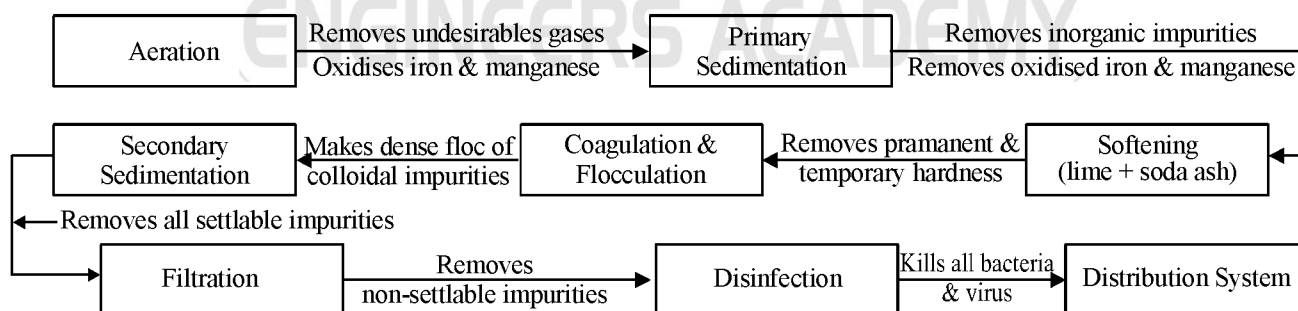 ENGINEERS ACADEMY
Aeration
Removes undesirables gases
Oxidises iron & manganese
Primary
Sedimentation
Removes inorganic impurities
Removes oxidised iron & manganese
Softening
(lime + soda ash)
Removes pramanent &
temporary hardness
Coagulation &
Flocculation
Makes dense floc of
colloidal impurities
Secondary
Sedimentation
Removes all settlable impurities
Filtration
Removes
non-settlable impurities
Disinfection
Kills all bacteria
& virus
Distribution System